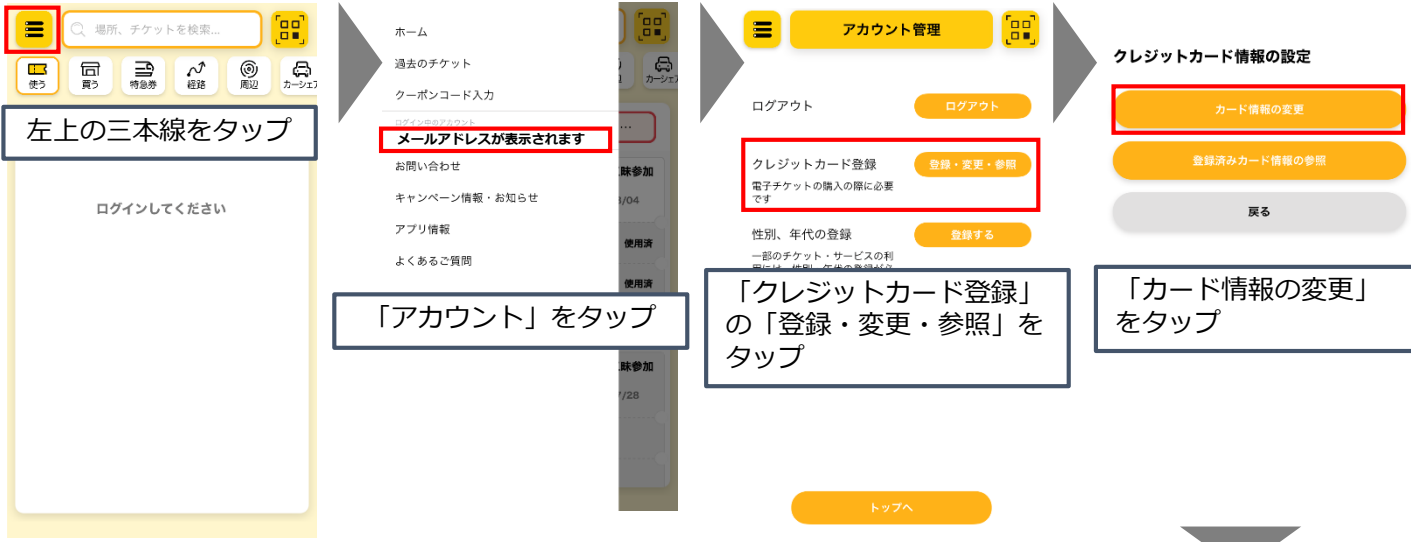 場所、チケットを検索...
使う
買う
特急券
経路
周辺
カーシェア
左上の三本線をタップ
ログインしてください
ホーム
過去のチケット
クーポンコード入力
ログイン中のアカウント
メールアドレスが表示されます
お問い合わせ
キャンペーン情報・お知らせ
アプリ情報
よくあるご質問
カーシェア
...
味参加
/04
使用済
使用済
「アカウント」をタップ
味参加
/28
アカウント管理
ログアウト
ログアウト
クレジットカード登録
登録・変更・参照
電子チケットの購入の際に必要
です
性別、年代の登録
登録する
一部のチケット・サービスの利
「クレジットカード登録」
の「登録・変更・参照」を
タップ
トップへ
クレジットカード情報の設定
カード情報の変更
登録済みカード情報の参照
戻る
「カード情報の変更」
をタップ